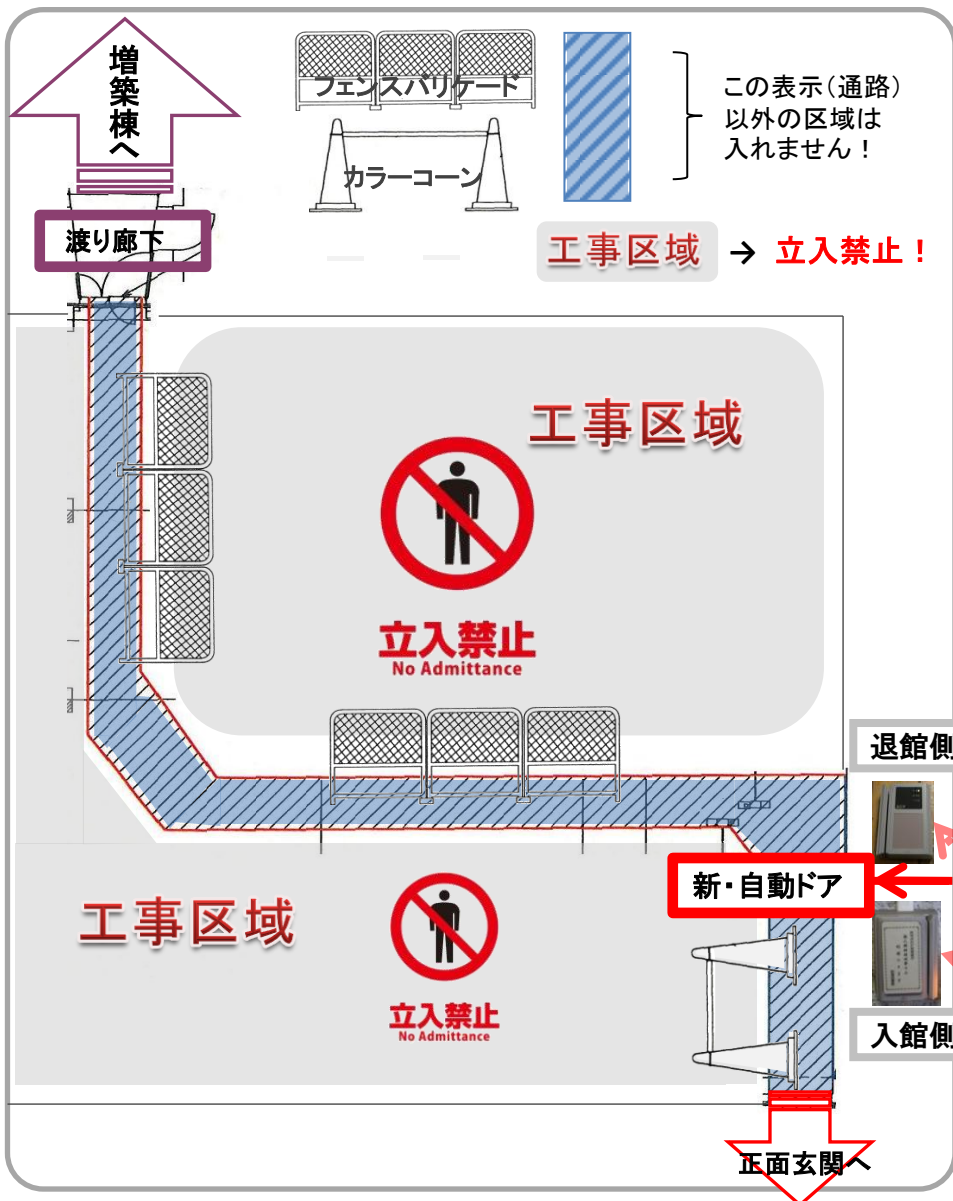 増築棟へ
フェンスバリケード
カラーコーン
この表示(通路)
以外の区域は
入れません！
渡り廊下
工事区域 → 立入禁止！
工事区域
立入禁止
No Admittance
退館側
新・自動ドア
工事区域
立入禁止
No Admittance
入館側
正面玄関へ